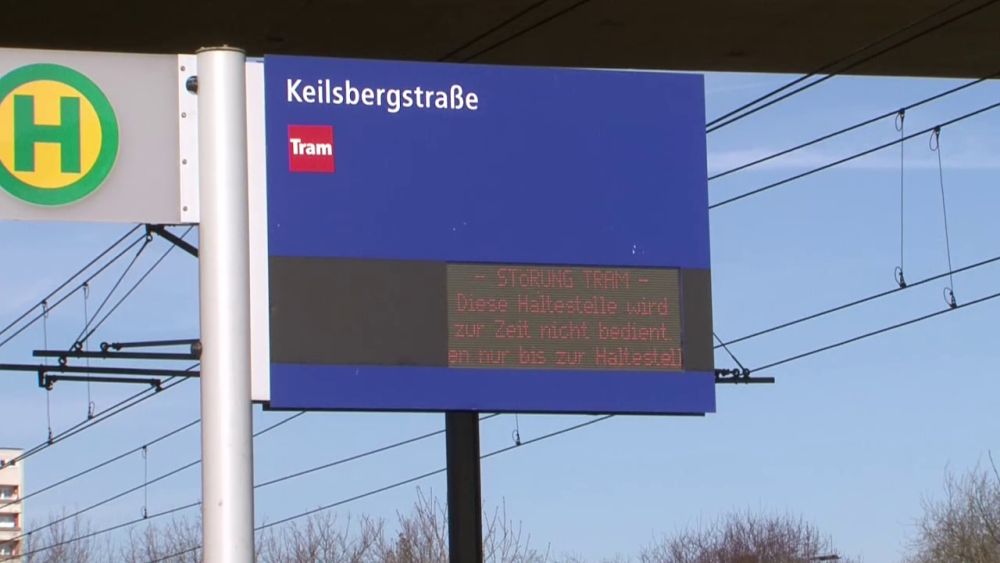 H
Keilsbergstraße
Tram
- STöRUNG TRAM -
Diese Haltestelle wird
zur Zeit nicht bedient
en nur bis zur Haltestell